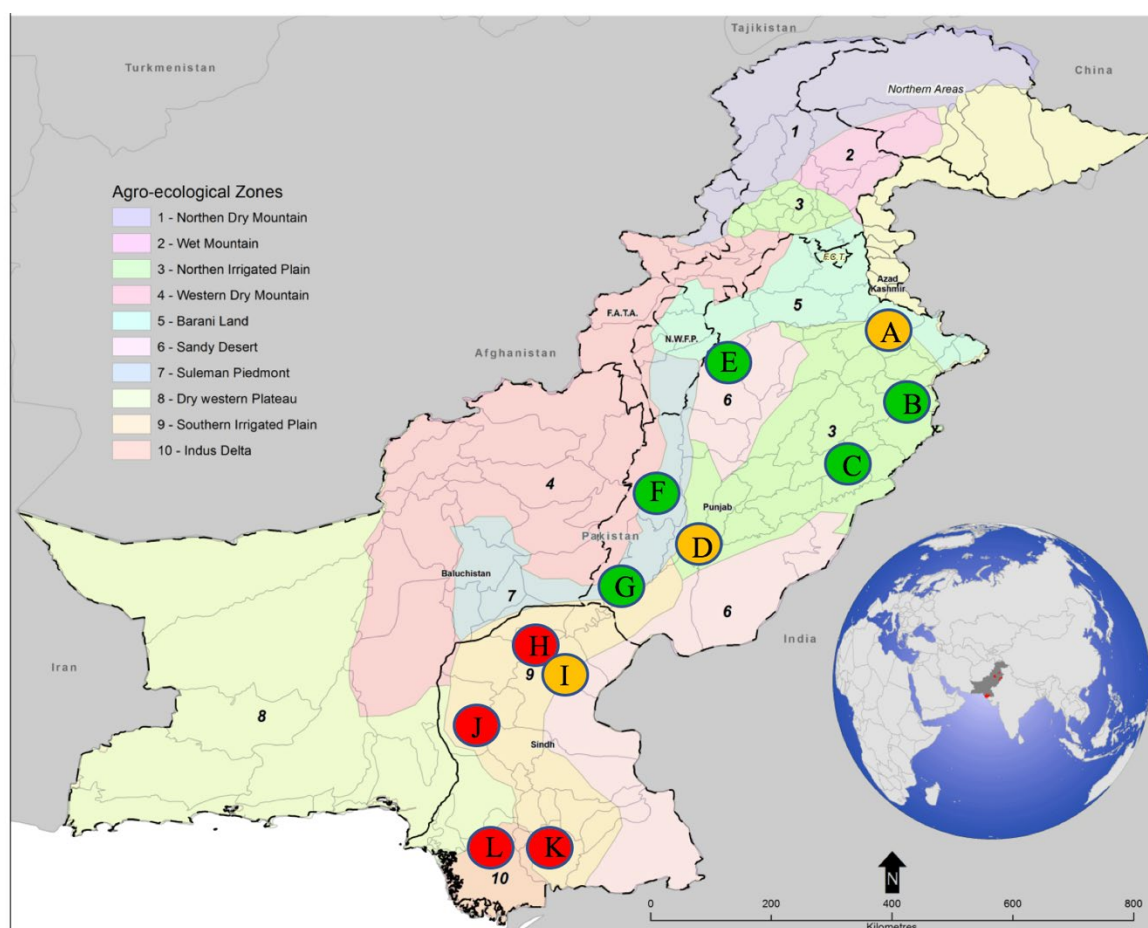 Tajikistan
Turkmenistan
China
Northern Areas
1
2
Agro-ecological Zones
1 - Northen Dry Mountain
2 - Wet Mountain
3 - Northen Irrigated Plain
4 - Western Dry Mountain
5 - Barani Land
6 - Sandy Desert
7 - Suleman Piedmont
8 - Dry western Plateau
9 - Southern Irrigated Plain
10 - Indus Delta
3
F.C.T.
Azad
Kashmir
5
F.A.T.A.
A
N.W.F.P.
Afghanistan
E
6
B
3
C
4
F
Punjab
Pakistan
D
Baluchistan
7
G
6
India
H
Iran
9
I
8
J
Sindh
L
K
10
N
0
200
400
600
800
Kilometres